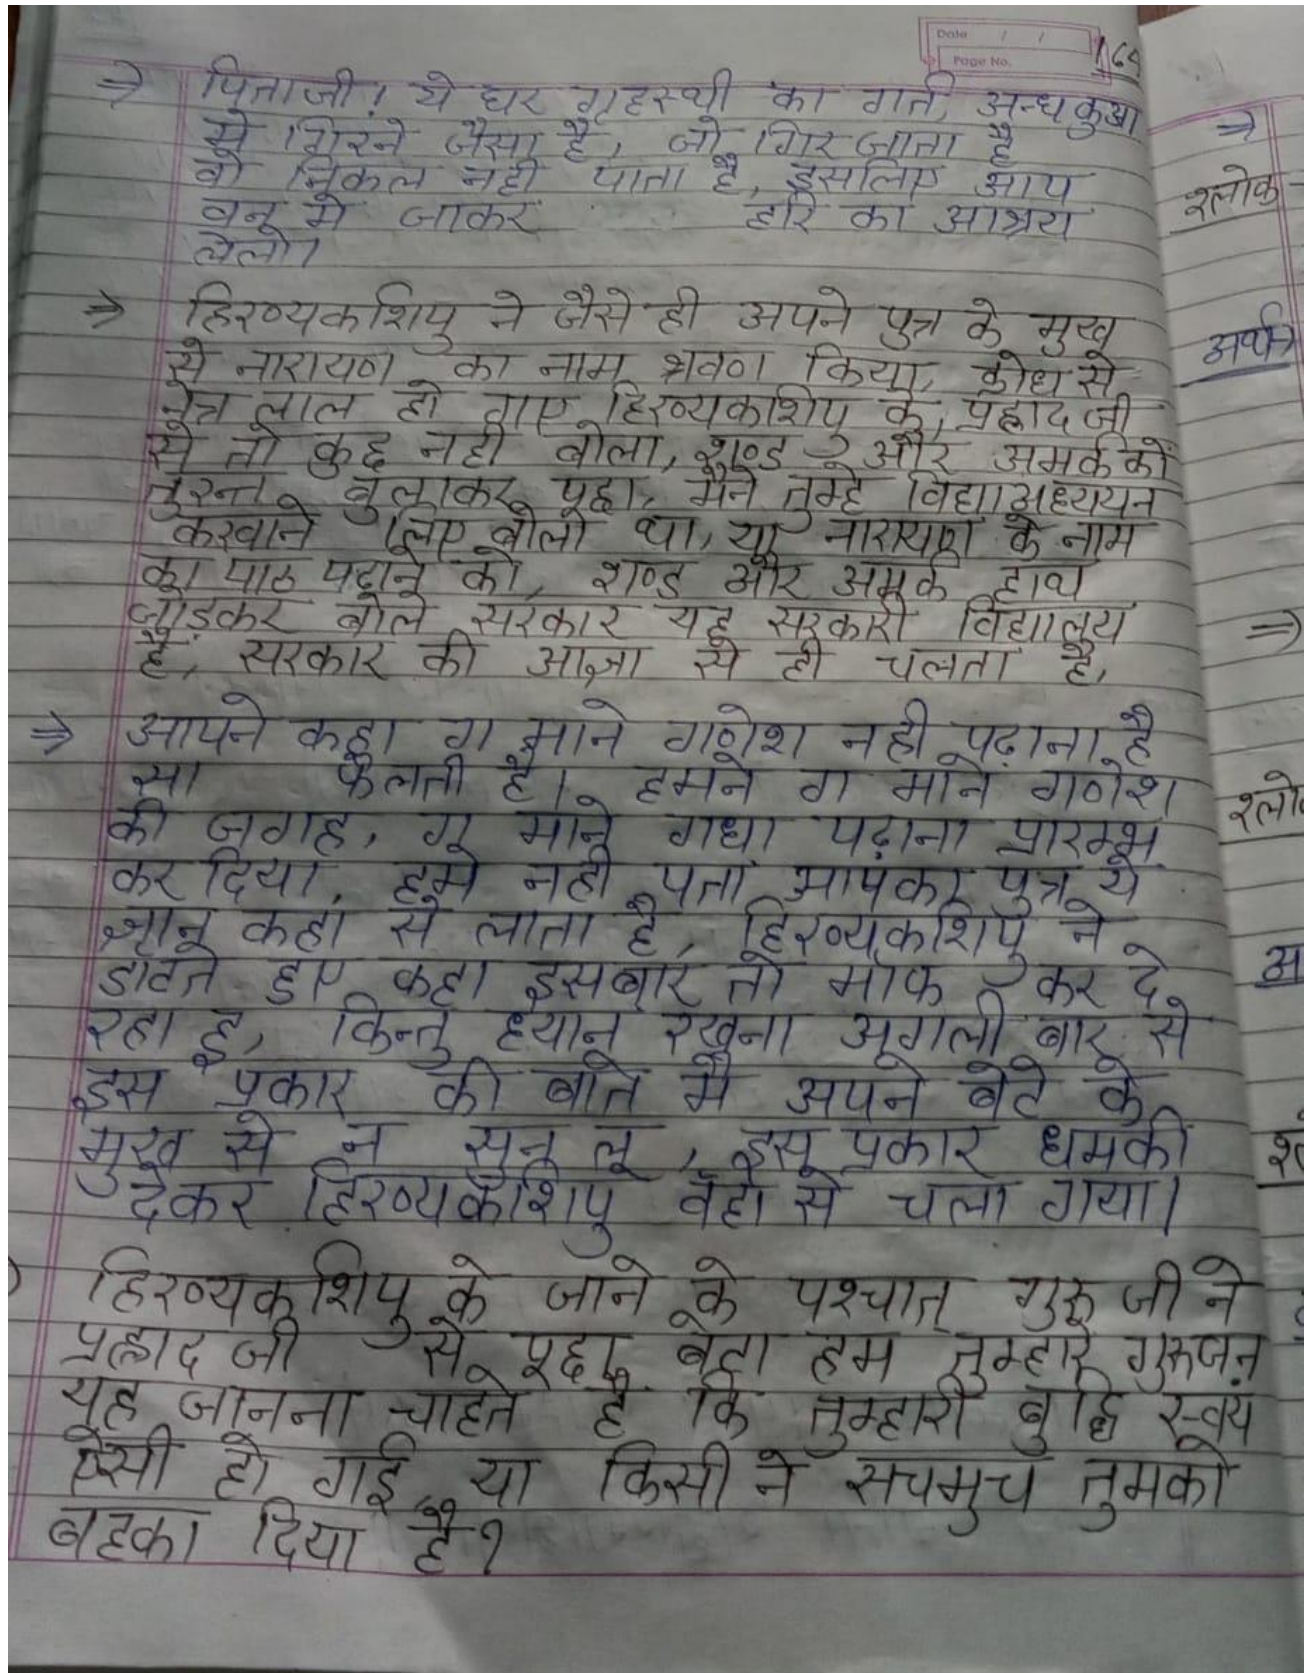 Date / /
Page No. 164
⇒ पिताजी! ये घर गृहस्थी का गर्त, अन्धकुआ
मे गिरने जैसा है, जो गिर जाता है
वो निकल नही पाता है, इसलिए आप
वन मे जाकर हरि का आश्रय
लेलो।
⇒ हिरण्यकशिपु ने जैसे ही अपने पुत्र के मुख
से नारायण का नाम श्रवण किया, क्रोध से
नेत्र लाल हो गए हिरण्यकशिपु के, प्रह्लाद जी
से तो कुछ नही बोला, शण्ड और अमर्क को
तुरन्त बुलाकर पूछा, मैने तुम्हे विद्याअध्ययन
करवाने लिए बोला था, या नारायण के नाम
का पाठ पढाने को, शण्ड और अमर्क हाथ
जोड़कर बोले सरकार यह सरकारी विद्यालय
है, सरकार की आज्ञा से ही चलता है,
⇒ आपने कहा ग माने गणेश नही पढ़ाना है
सा फैलती है। हमने ग माने गणेश
की जगह, ग माने गधा पढ़ाना प्रारम्भ
कर दिया, हमे नही पता आपका पुत्र ये
ज्ञान कहां से लाता है, हिरण्यकशिपु ने
डाटते हुए कहा इसबार तो माफ कर दे
रहा हू, किन्तु ध्यान रखना अगली बार से
इस प्रकार की बाते मै अपने बेटे के
मुख से न सुन लू, इस प्रकार धमकी
देकर हिरण्यकशिपु वहाँ से चला गया।
हिरण्यकशिपु के जाने के पश्चात् गुरु जी ने
प्रह्लाद जी से पूछा बेटा हम तुम्हारे गुरुजन
यह जानना चाहते है कि तुम्हारी बुद्धि स्वयं
ऐसी हो गई, या किसी ने सचमुच तुमको
बहका दिया है?
⇒
श्लोक
अर्थ
⇒